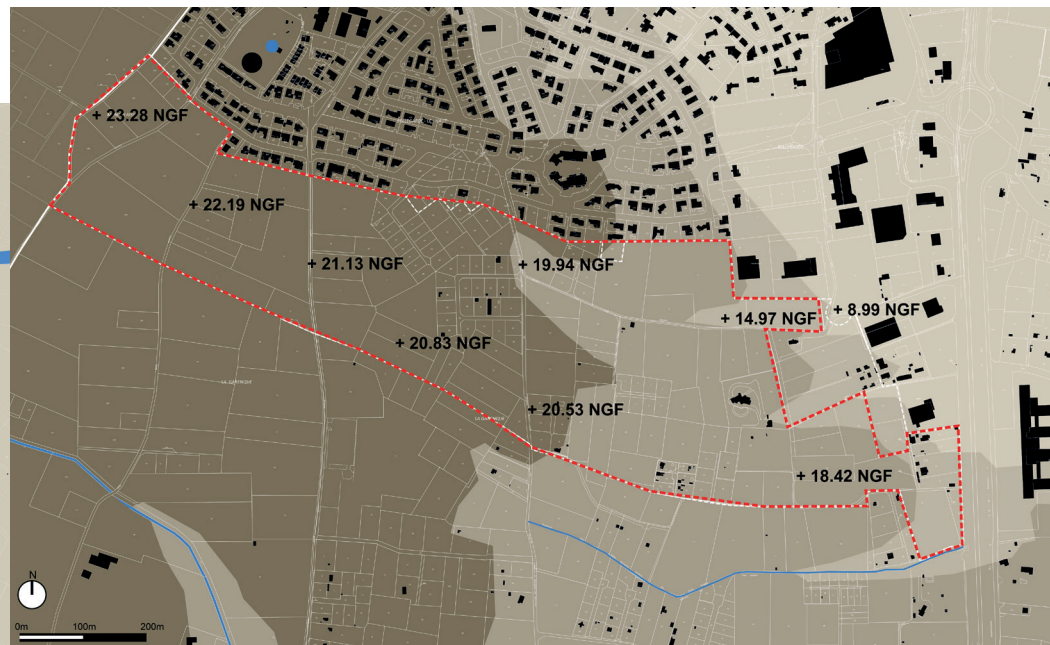 + 23.28 NGF
+ 22.19 NGF
+ 21.13 NGF
+ 19.94 NGF
+ 14.97 NGF
+ 8.99 NGF
+ 20.83 NGF
+ 20.53 NGF
+ 18.42 NGF
N
0m 100m 200m